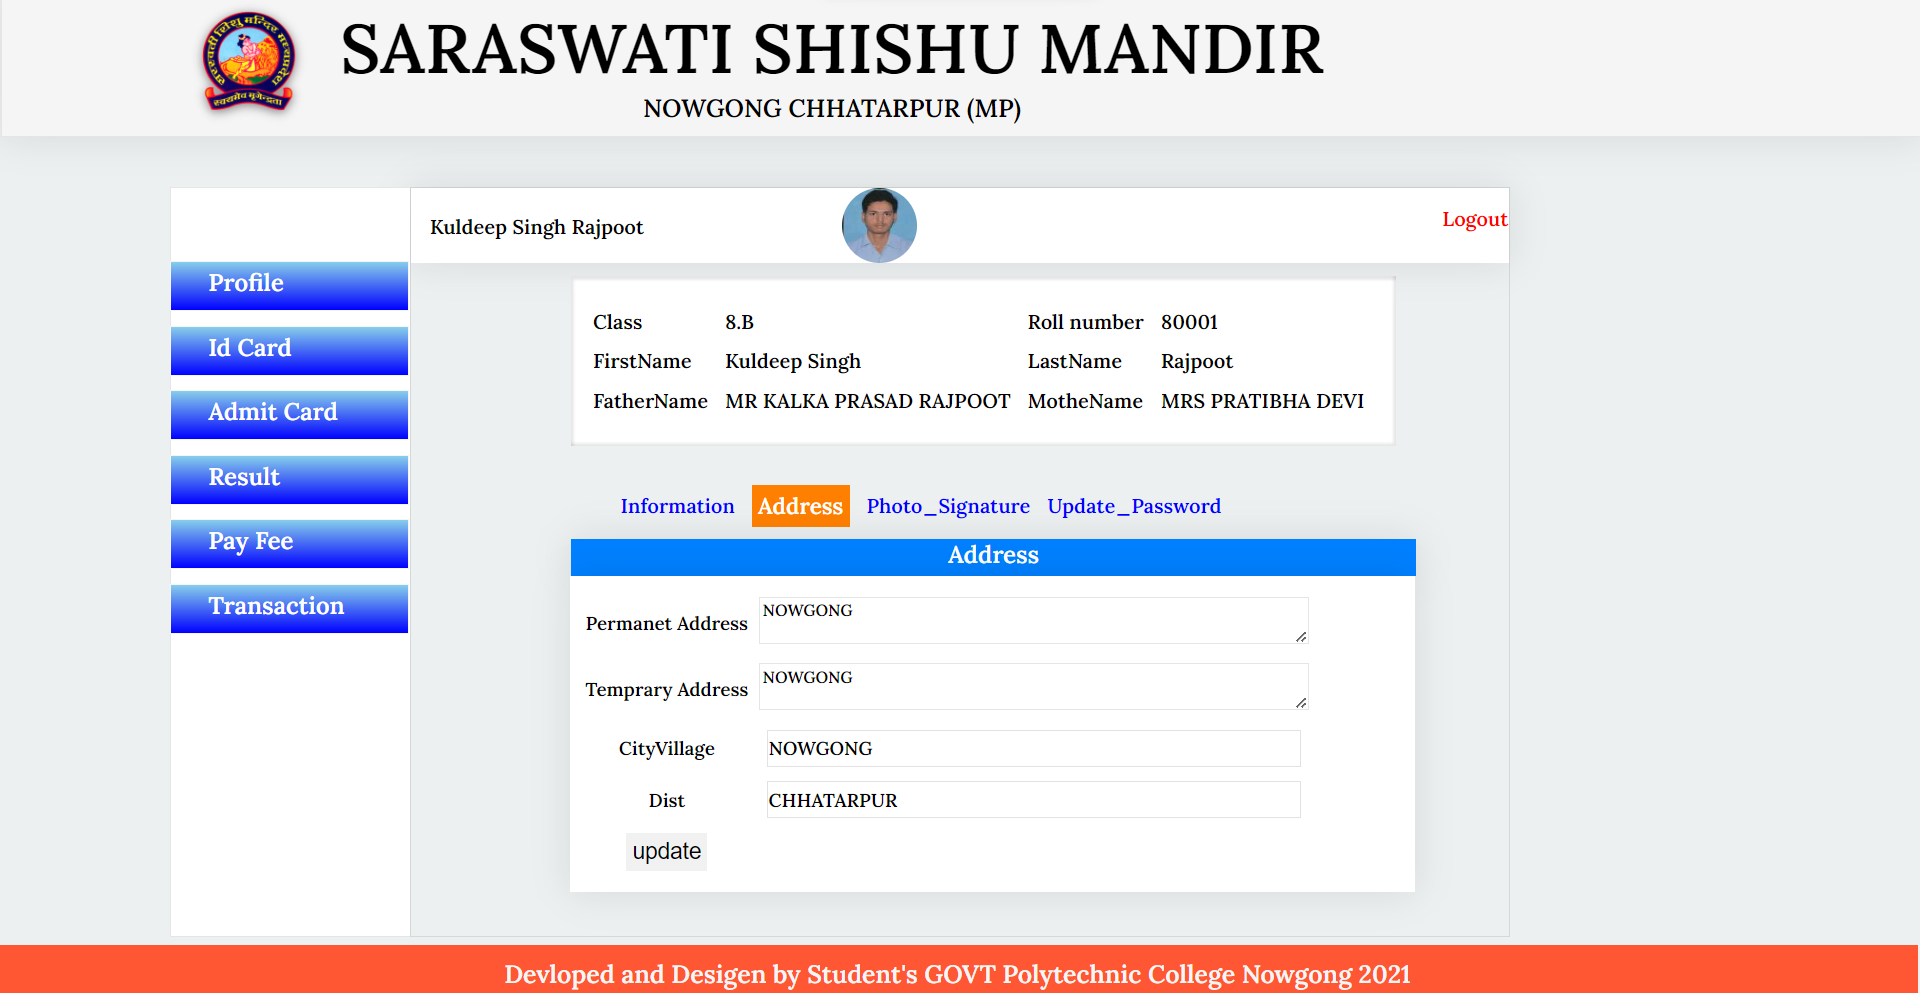 सरस्वती शिशु मन्दिर मध्यप्रदेश
स्वयमेव मृगेन्द्रता
SARASWATI SHISHU MANDIR
NOWGONG CHHATARPUR (MP)
Kuldeep Singh Rajpoot
Logout
Profile
Id Card
Admit Card
Result
Pay Fee
Transaction
Class 8.B Roll number 80001
FirstName Kuldeep Singh LastName Rajpoot
FatherName MR KALKA PRASAD RAJPOOT MotheName MRS PRATIBHA DEVI
Information Address Photo_Signature Update_Password
Address
Permanet Address NOWGONG
Temprary Address NOWGONG
CityVillage NOWGONG
Dist CHHATARPUR
update
Devloped and Desigen by Student's GOVT Polytechnic College Nowgong 2021